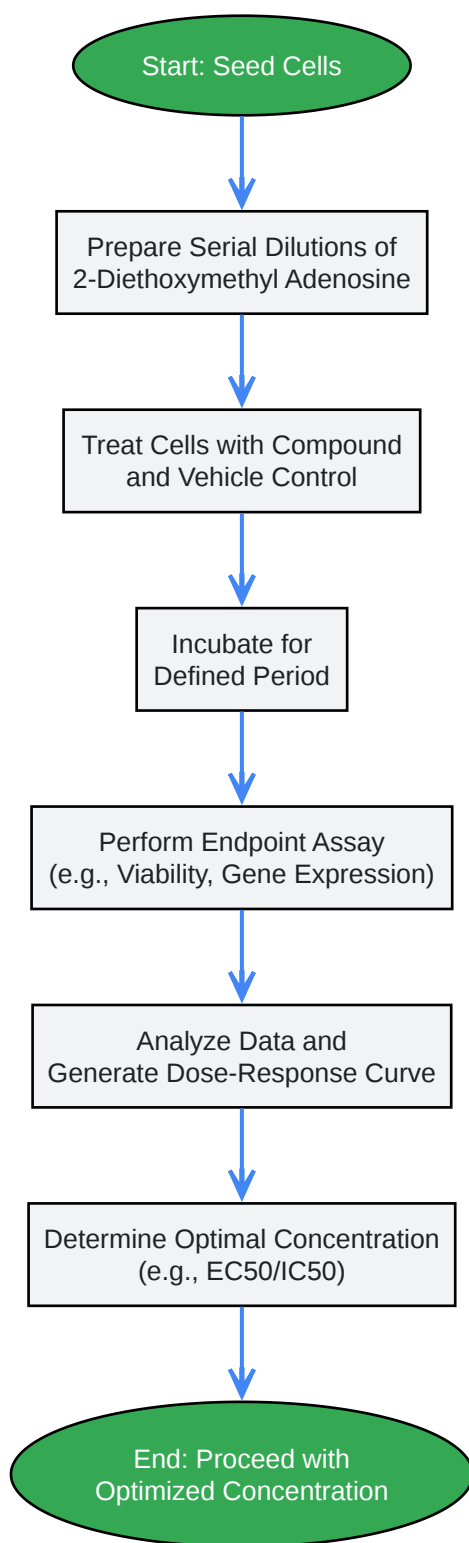 Start: Seed Cells
Prepare Serial Dilutions of
2-Diethoxymethyl Adenosine
Treat Cells with Compound
and Vehicle Control
Incubate for
Defined Period
Perform Endpoint Assay
(e.g., Viability, Gene Expression)
Analyze Data and
Generate Dose-Response Curve
Determine Optimal Concentration
(e.g., EC50/IC50)
End: Proceed with
Optimized Concentration